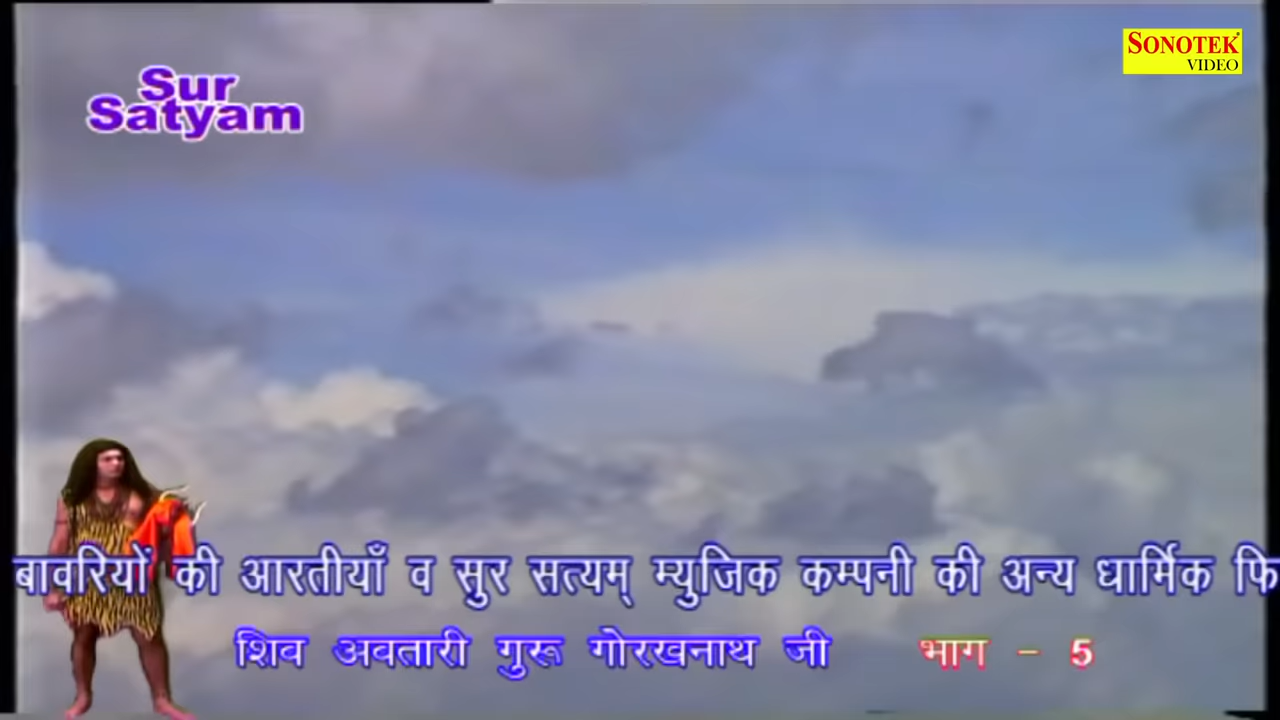 SONOTEK
VIDEO
Sur
Satyam
बावरियों की आरतीयाँ व सुर सत्यम् म्युजिक कम्पनी की अन्य धार्मिक फि
शिव अवतारी गुरू गोरखनाथ जी भाग - 5